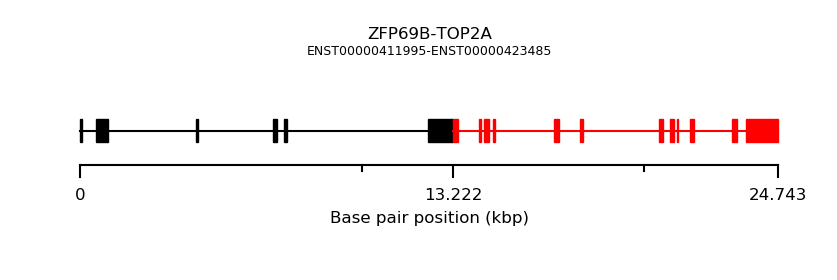 ZFP69B-TOP2A
ENST00000411995-ENST00000423485
0 13.222 24.743
Base pair position (kbp)